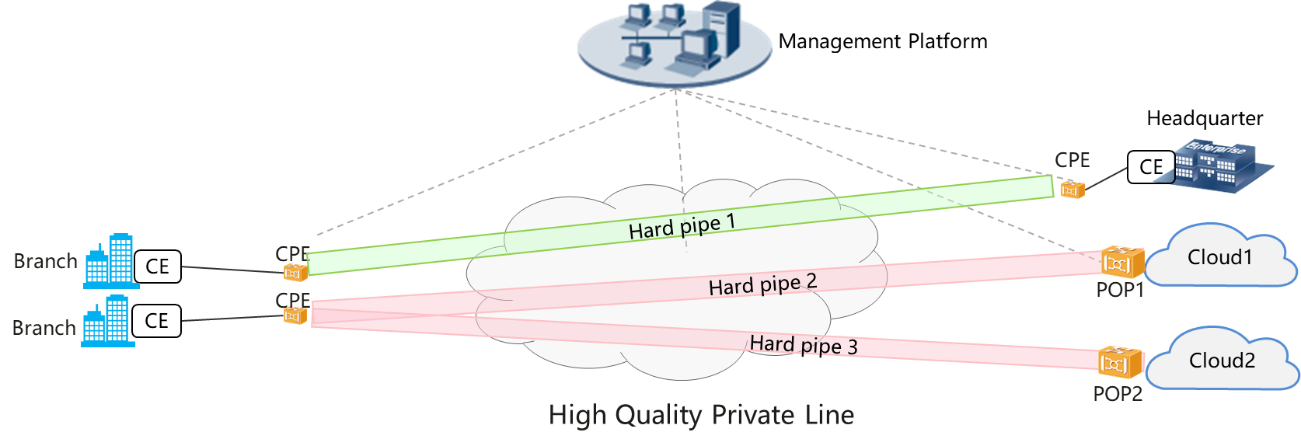 Management Platform
Headquarter
Enterprise
CPE
CE
Hard pipe 1
Branch
CE
CPE
Cloud1
Hard pipe 2
POP1
Branch
CE
CPE
Hard pipe 3
Cloud2
POP2
High Quality Private Line